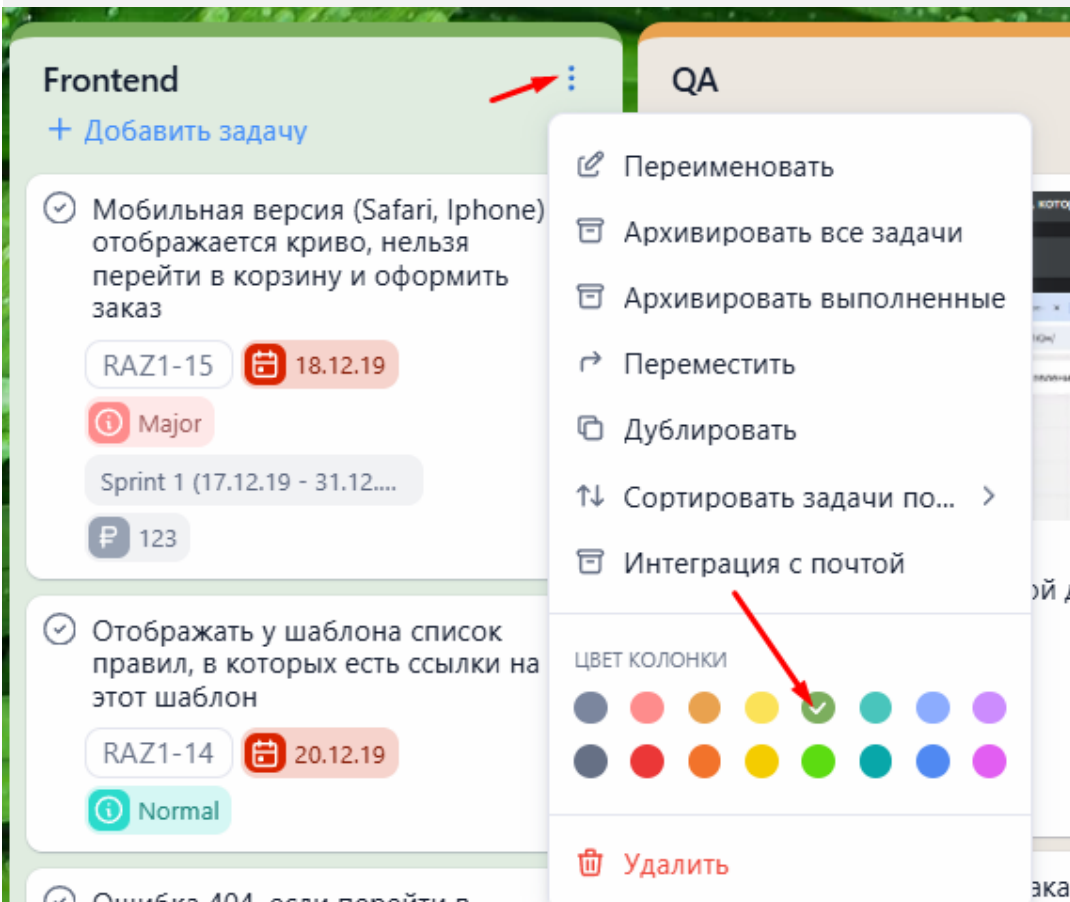 Frontend
+ Добавить задачу
Мобильная версия (Safari, Iphone)
отображается криво, нельзя
перейти в корзину и оформить
заказ
RAZ1-15
18.12.19
Major
Sprint 1 (17.12.19 - 31.12....
₽ 123
Отображать у шаблона список
правил, в которых есть ссылки на
этот шаблон
RAZ1-14
20.12.19
Normal
QA
Переименовать
Архивировать все задачи
Архивировать выполненные
Переместить
Дублировать
Сортировать задачи по...
Интеграция с почтой
ЦВЕТ КОЛОНКИ
Удалить